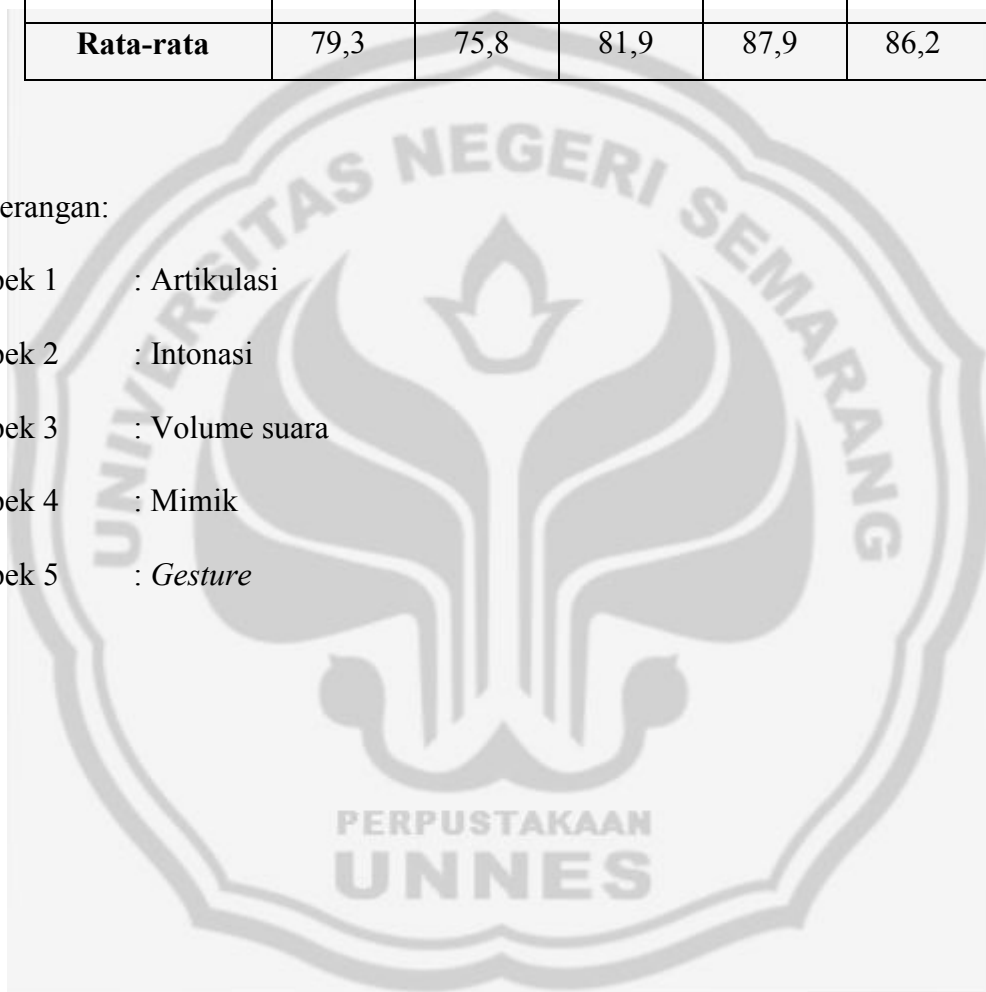 Rata-rata 79,3 75,8 81,9 87,9 86,2
UNIVERSITAS NEGERI SEMARANG
erangan:
pek 1 : Artikulasi
pek 2 : Intonasi
pek 3 : Volume suara
pek 4 : Mimik
pek 5 : Gesture
PERPUSTAKAAN
UNNES